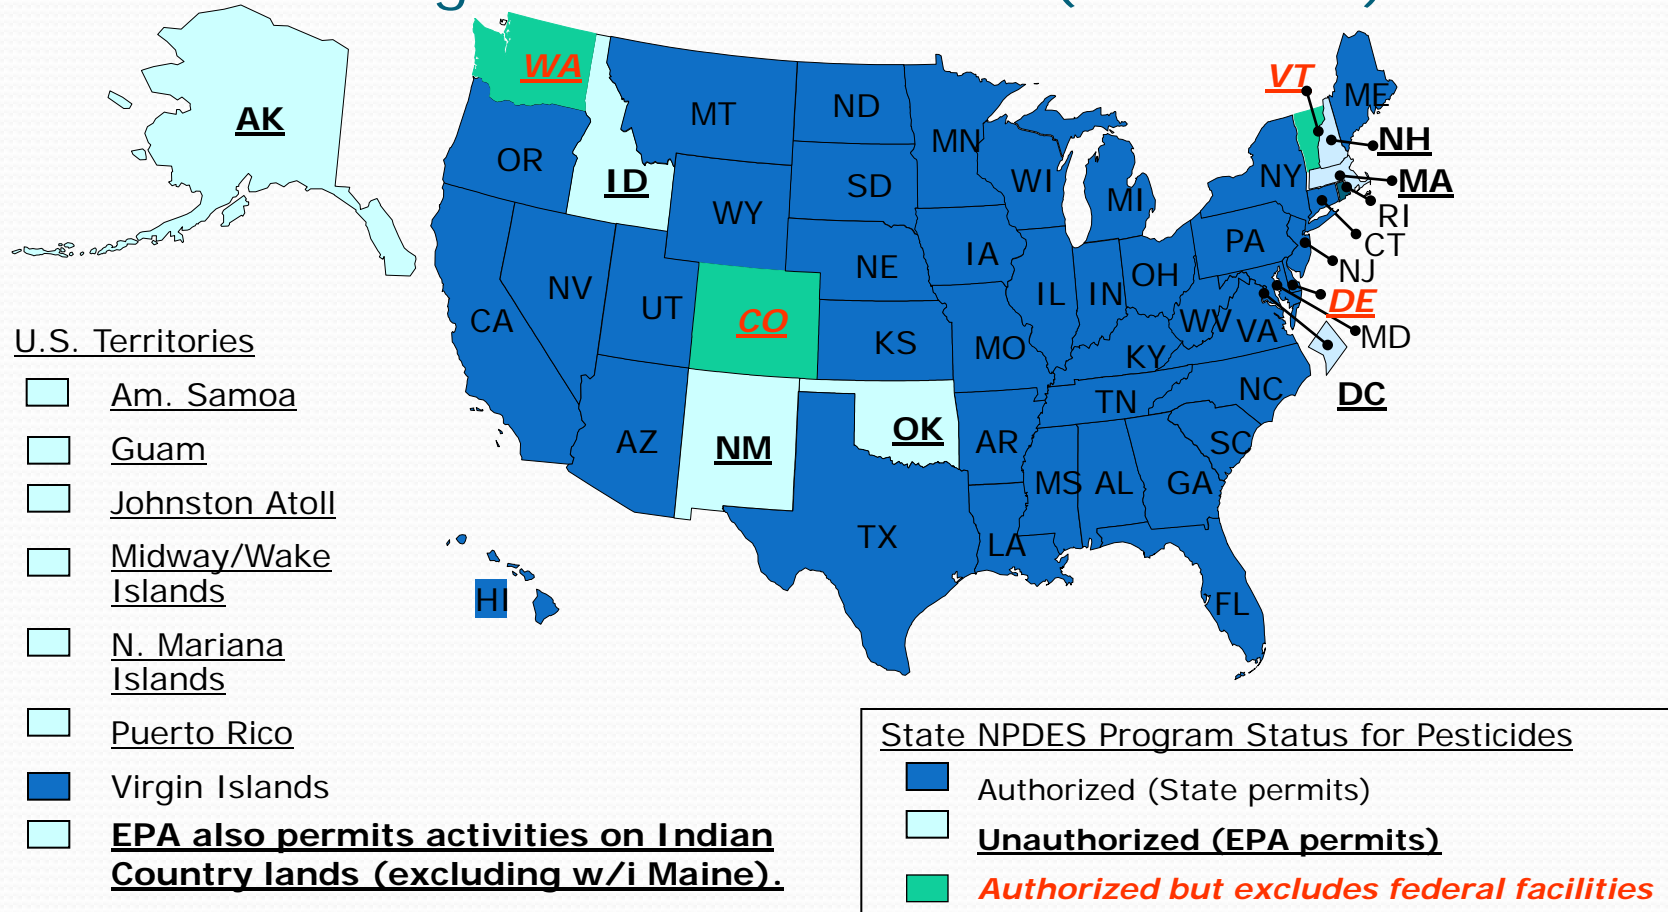 WA
VT
ME
AK
MT
ND
MN
NH
OR
ID
SD
WI
NY
MA
WY
MI
RI
PA
CT
IA
NE
OH
NJ
NV
UT
IL
IN
DE
CA
CO
WV
VA
MD
KS
MO
KY
U.S. Territories
Am. Samoa
NC
DC
TN
Guam
AZ
NM
OK
AR
SC
Johnston Atoll
MS
AL
GA
Midway/Wake
Islands
TX
LA
HI
FL
N. Mariana
Islands
Puerto Rico
Virgin Islands
EPA also permits activities on Indian
Country lands (excluding w/i Maine).
State NPDES Program Status for Pesticides
Authorized (State permits)
Unauthorized (EPA permits)
Authorized but excludes federal facilities